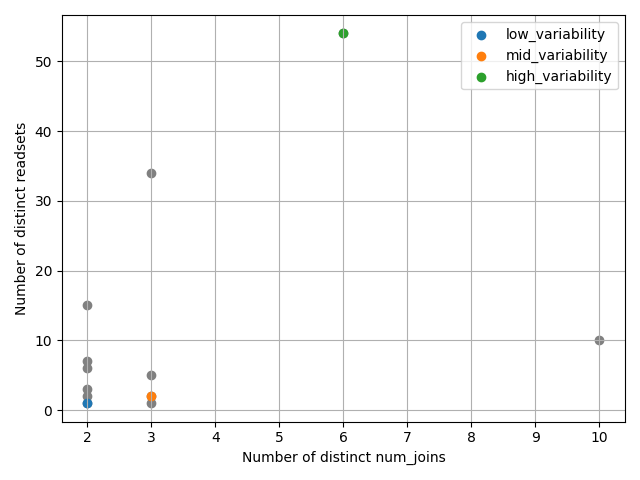 low_variability
mid_variability
high_variability
50
40
30
20
10
0
Number of distinct readsets
2 3 4 5 6 7 8 9 10
Number of distinct num_joins